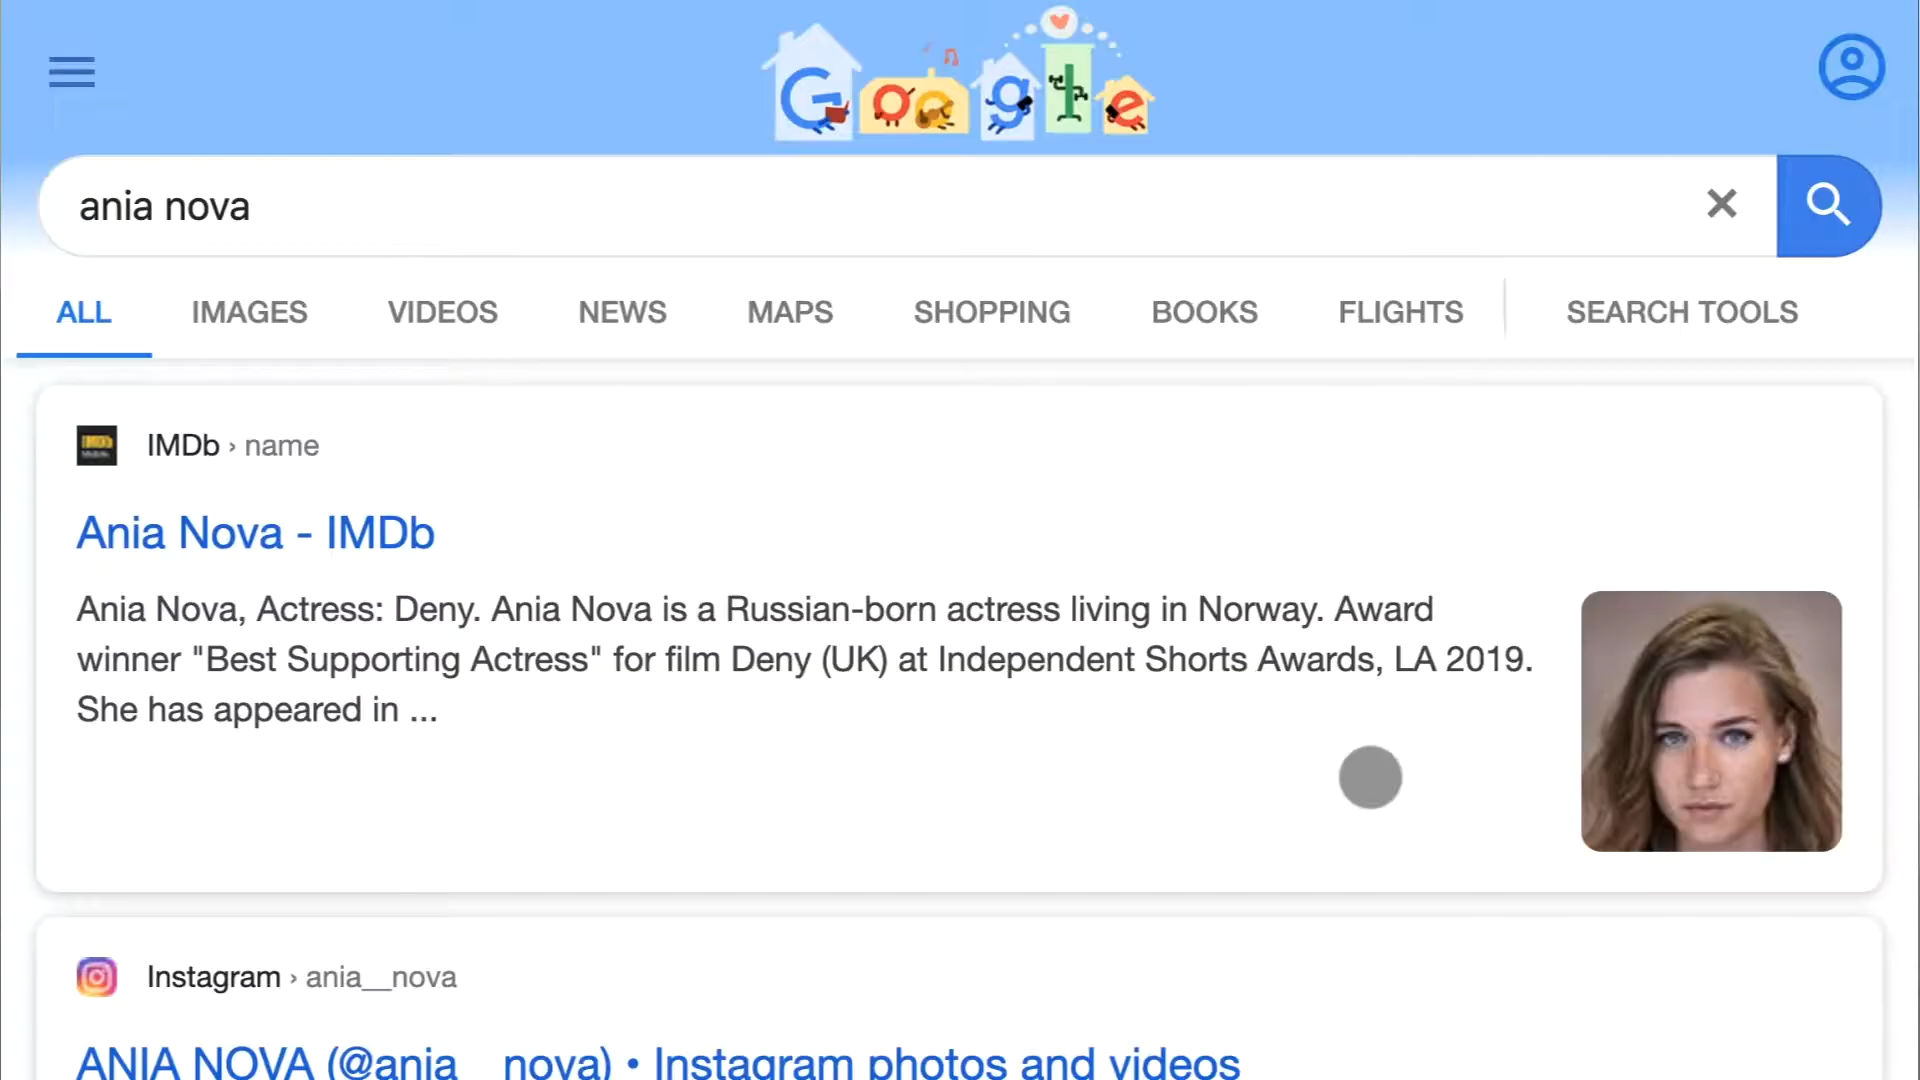 Google
ania nova
ALL IMAGES VIDEOS NEWS MAPS SHOPPING BOOKS FLIGHTS SEARCH TOOLS
IMDb › name
Ania Nova - IMDb
Ania Nova, Actress: Deny. Ania Nova is a Russian-born actress living in Norway. Award
winner "Best Supporting Actress" for film Deny (UK) at Independent Shorts Awards, LA 2019.
She has appeared in ...
Instagram › ania__nova
ANIA NOVA (@ania__nova) • Instagram photos and videos